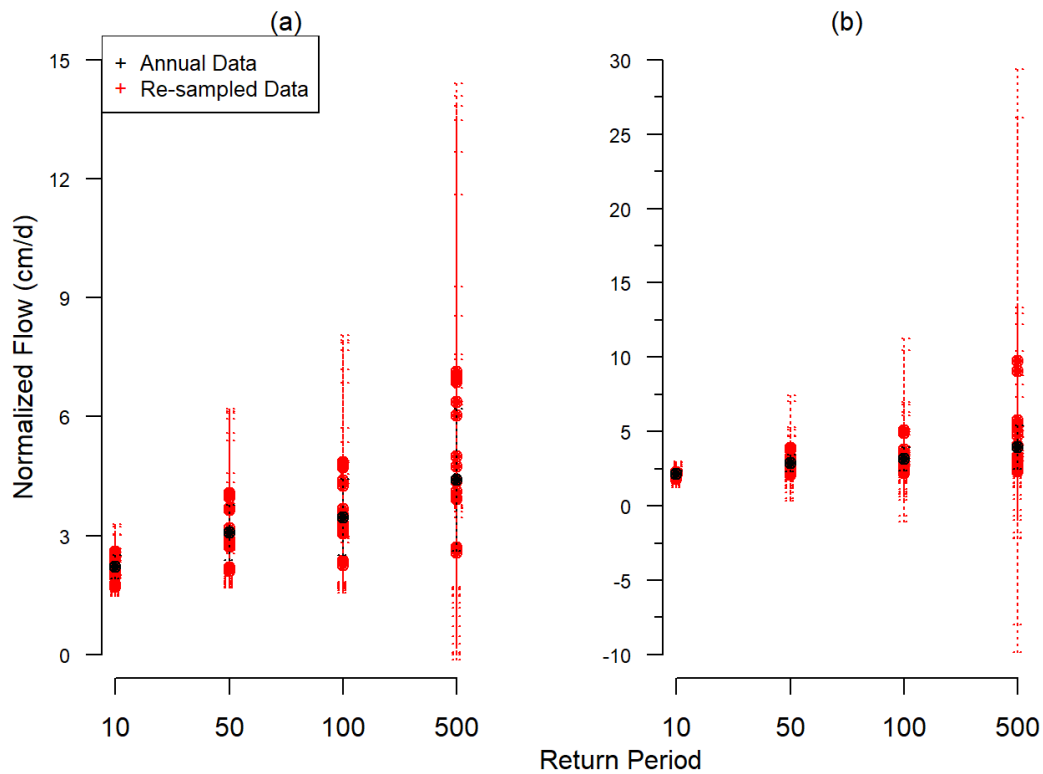 (a)
(b)
+ Annual Data
+ Re-sampled Data
Normalized Flow (cm/d)
15
12
9
6
3
0
10 50 100 500
30
25
20
15
10
5
0
-5
-10
10 50 100 500
Return Period